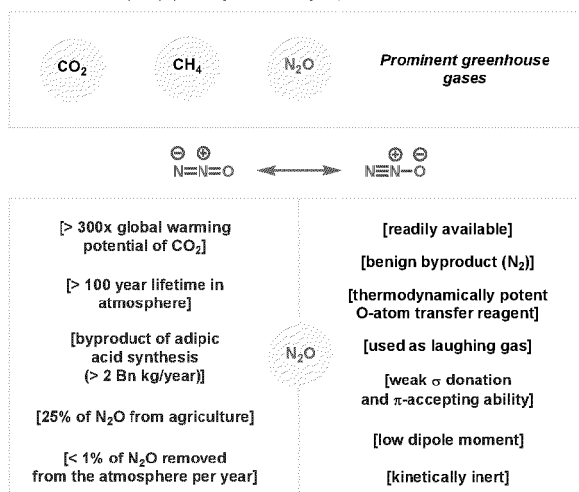 CO2
CH4
N2O
Prominent greenhouse
gases
⊖ ⊕
N=N=O
⊕ ⊖
N≡N-O
[> 300x global warming
potential of CO2]
[> 100 year lifetime in
atmosphere]
[byproduct of adipic
acid synthesis
(> 2 Bn kg/year)]
[25% of N2O from agriculture]
[< 1% of N2O removed
from the atmosphere per year]
N2O
[readily available]
[benign byproduct (N2)]
[thermodynamically potent
O-atom transfer reagent]
[used as laughing gas]
[weak σ donation
and π-accepting ability]
[low dipole moment]
[kinetically inert]